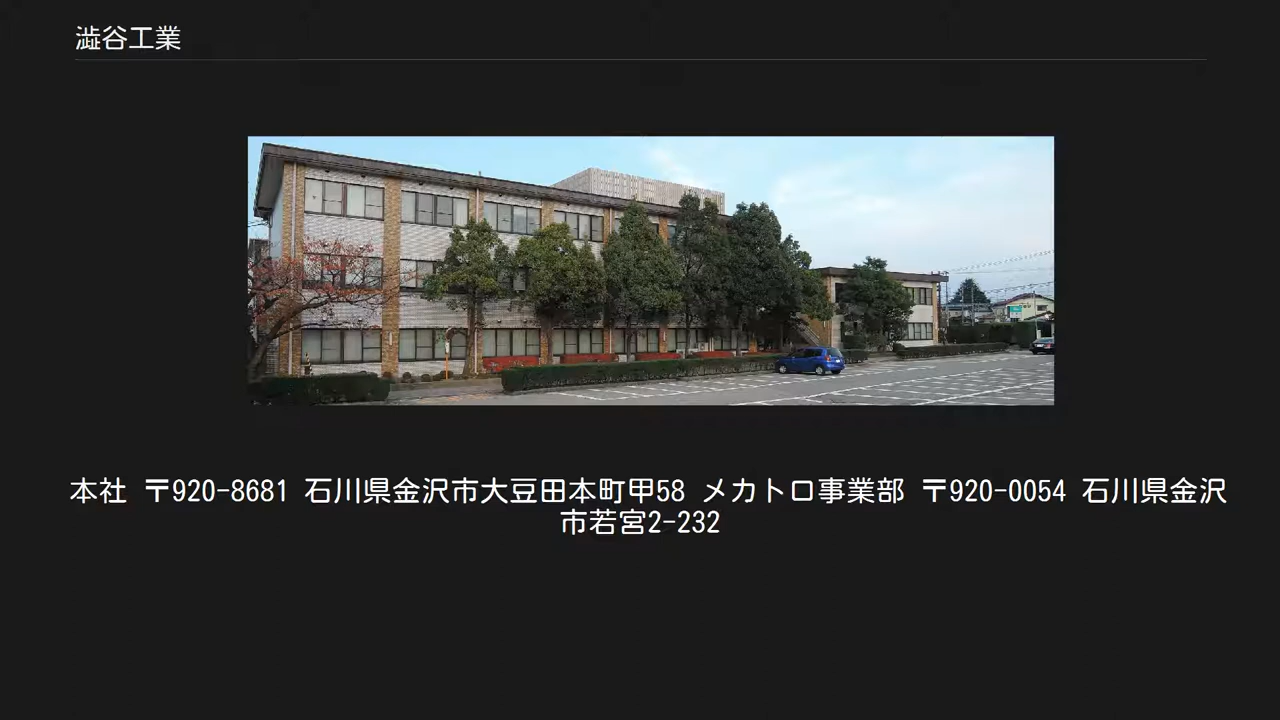 澁谷工業
本社 〒920-8681 石川県金沢市大豆田本町甲58 メカトロ事業部 〒920-0054 石川県金沢
市若宮2-232